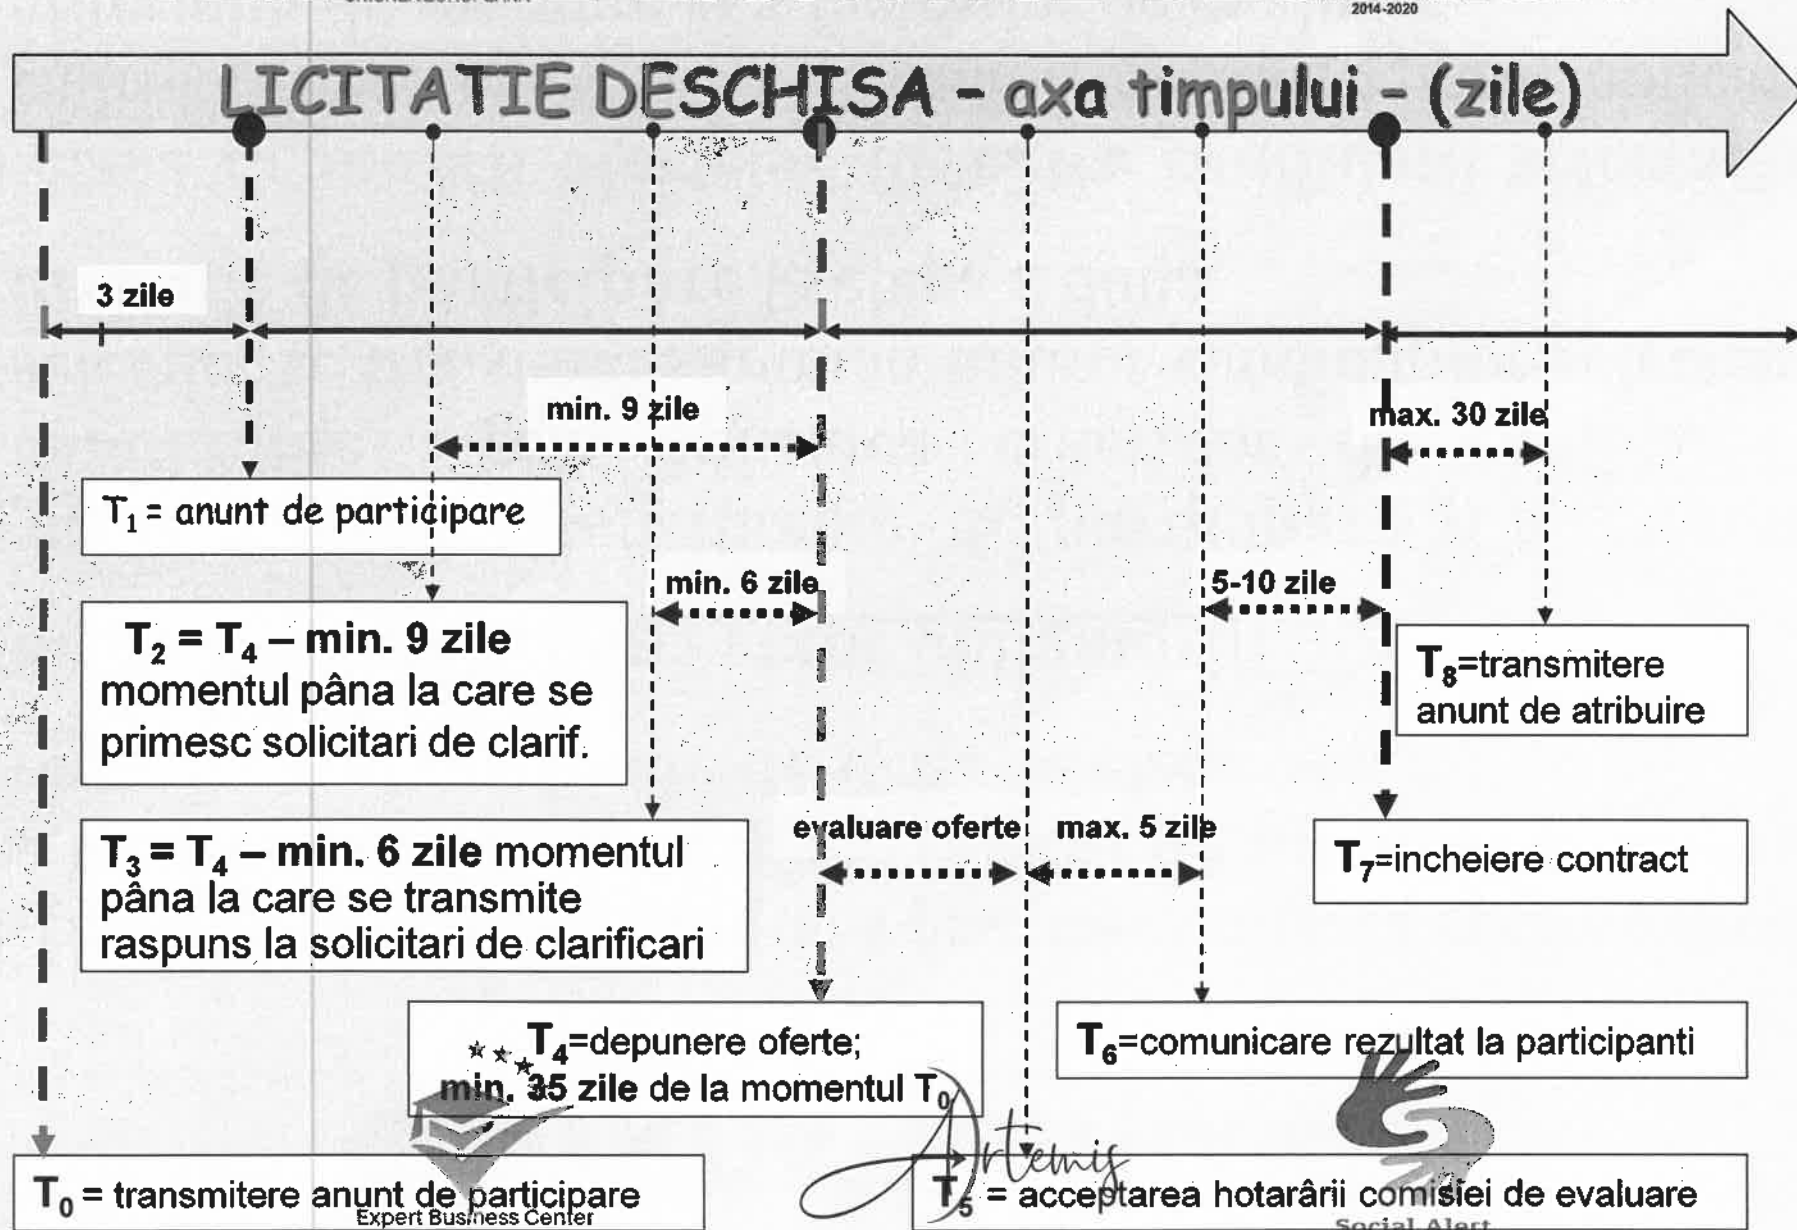 2014-2020
LICITATIE DESCHISA - axa timpului - (zile)
3 zile
min. 9 zile
max. 30 zile
T1 = anunt de participare
min. 6 zile
5-10 zile
T2 = T4 – min. 9 zile
momentul pâna la care se
primesc solicitari de clarif.
T8=transmitere
anunt de atribuire
T3 = T4 – min. 6 zile momentul
pâna la care se transmite
raspuns la solicitari de clarificari
evaluare oferte
max. 5 zile
T7=incheiere contract
T4=depunere oferte;
min. 35 zile de la momentul T0
T6=comunicare rezultat la participanti
Artemis
T0 = transmitere anunt de participare
T5 = acceptarea hotarârii comisiei de evaluare
Expert Business Center
Social Alert